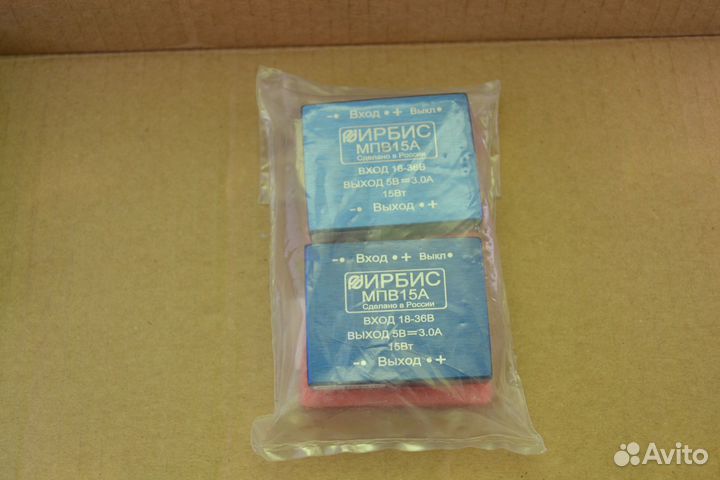 -• Вход •+ Выкл•
ИРБИС
МПВ15А
Сделано в России
ВХОД 18-36В
ВЫХОД 5В=3.0А
15Вт
-• Выход •+
-• Вход •+ Выкл•
ИРБИС
МПВ15А
Сделано в России
ВХОД 18-36В
ВЫХОД 5В=3.0А
15Вт
-• Выход •+
Avito